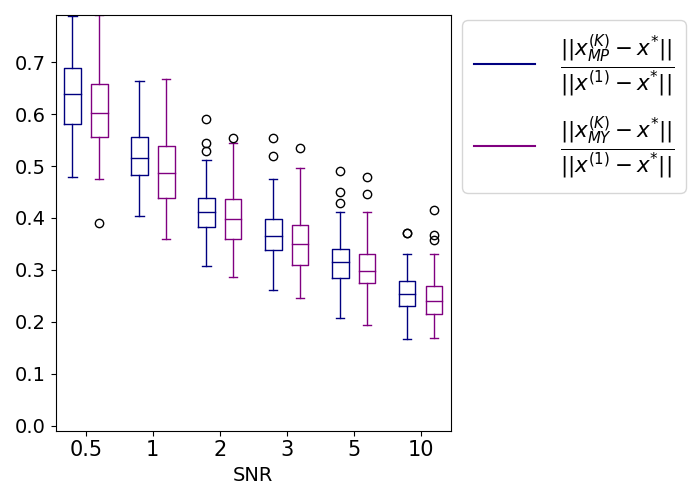 0.7
0.6
0.5
0.4
0.3
0.2
0.1
0.0
0.5 1 2 3 5 10
SNR
||x_{MP}^{(K)} − x^*||
||x^{(1)} − x^*||
||x_{MY}^{(K)} − x^*||
||x^{(1)} − x^*||